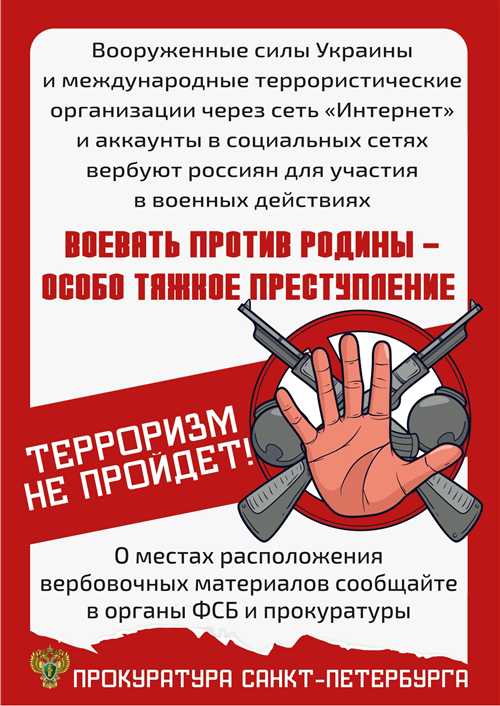 Вооруженные силы Украины
и международные террористические
организации через сеть «Интернет»
и аккаунты в социальных сетях
вербуют россиян для участия
в военных действиях
ВОЕВАТЬ ПРОТИВ РОДИНЫ –
ОСОБО ТЯЖКОЕ ПРЕСТУПЛЕНИЕ
ТЕРРОРИЗМ
НЕ ПРОЙДЕТ!
О местах расположения
вербовочных материалов сообщайте
в органы ФСБ и прокуратуры
ПРОКУРАТУРА САНКТ-ПЕТЕРБУРГА